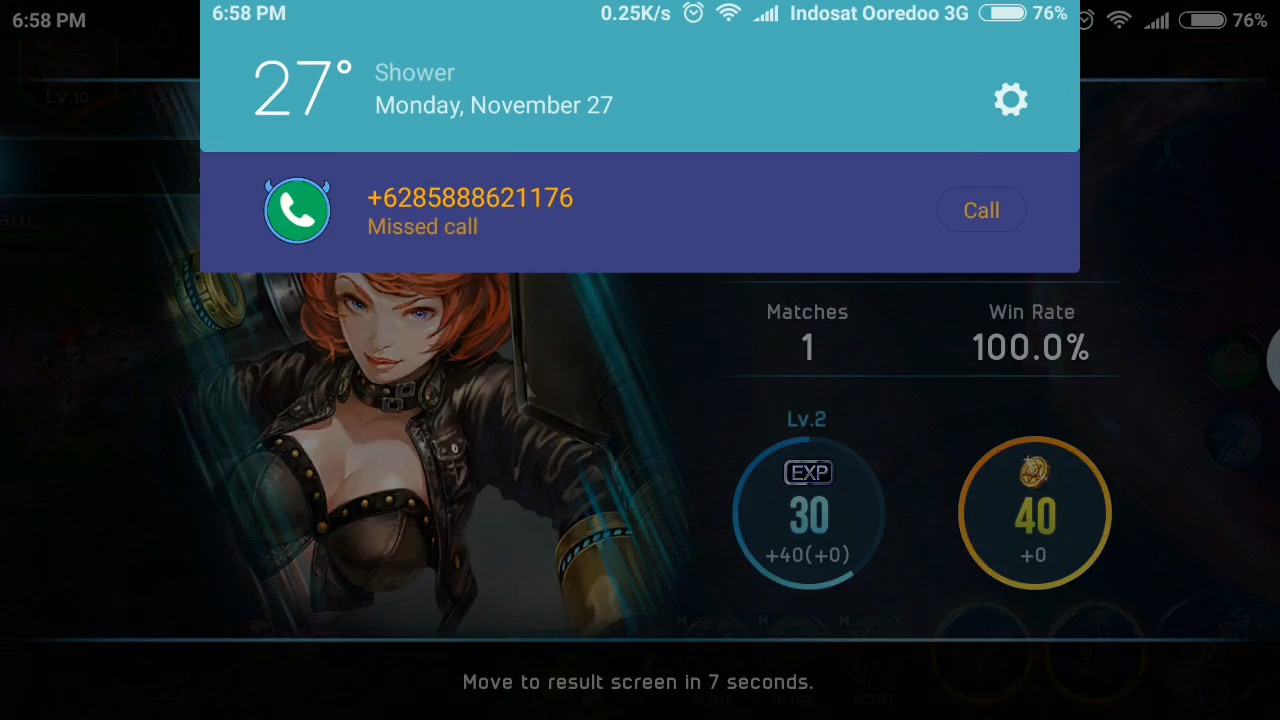 6:58 PM
76%
6:58 PM
0.25K/s
Indosat Ooredoo 3G
76%
27°
Shower
Monday, November 27
+6285888621176
Missed call
Call
Lv.10
aru
Matches
1
Win Rate
100.0%
Lv.2
EXP
30
+40(+0)
40
+0
Move to result screen in 7 seconds.